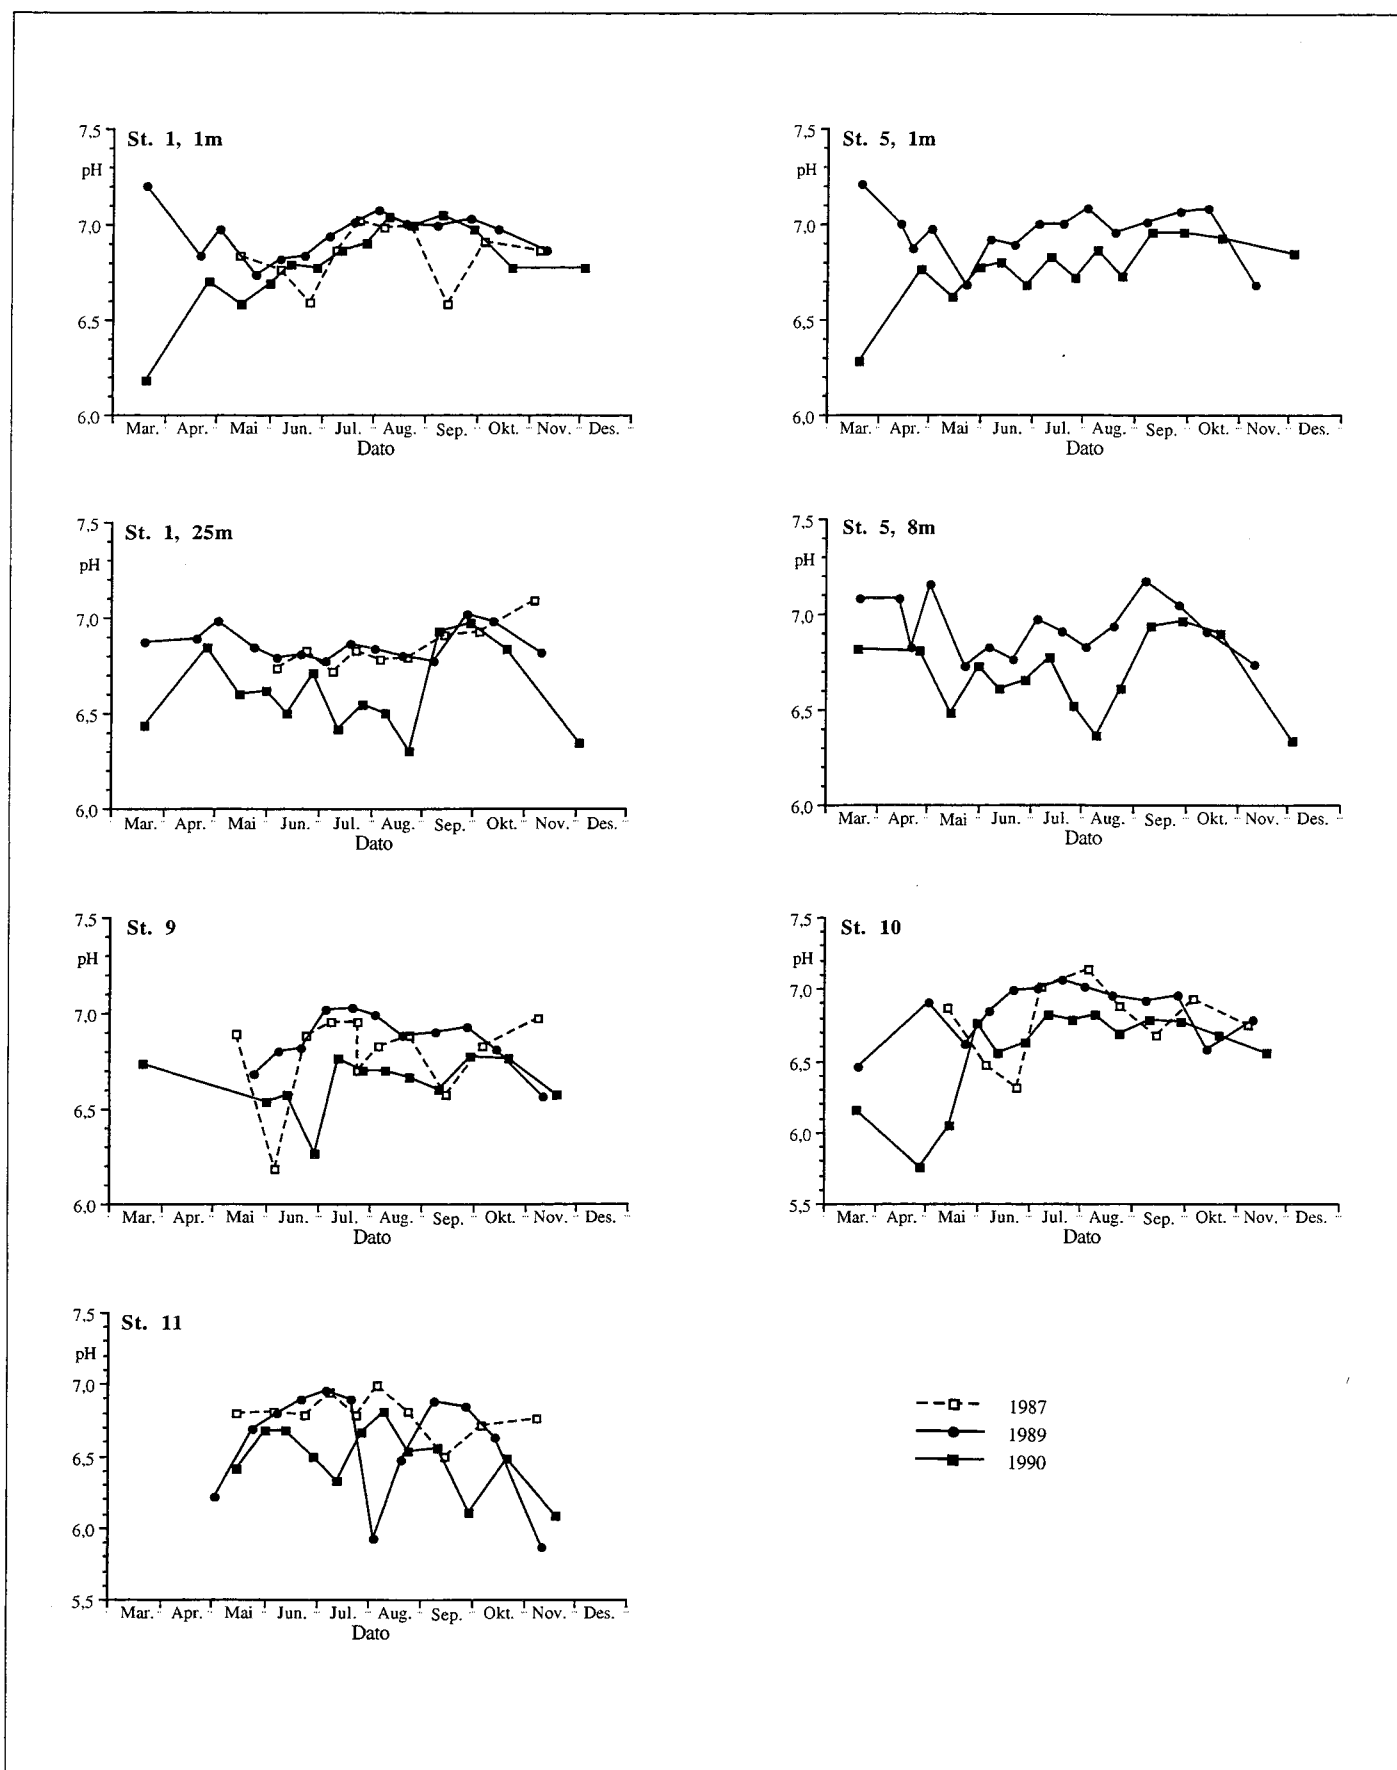 St. 1, 1m
7,5
pH
7,0
6,5
6,0
Mar. Apr. Mai Jun. Jul. Aug. Sep. Okt. Nov. Des.
Dato
St. 5, 1m
7,5
pH
7,0
6,5
6,0
Mar. Apr. Mai Jun. Jul. Aug. Sep. Okt. Nov. Des.
Dato
St. 1, 25m
7,5
pH
7,0
6,5
6,0
Mar. Apr. Mai Jun. Jul. Aug. Sep. Okt. Nov. Des.
Dato
St. 5, 8m
7,5
pH
7,0
6,5
6,0
Mar. Apr. Mai Jun. Jul. Aug. Sep. Okt. Nov. Des.
Dato
St. 9
7,5
pH
7,0
6,5
6,0
Mar. Apr. Mai Jun. Jul. Aug. Sep. Okt. Nov. Des.
Dato
St. 10
7,5
pH
7,0
6,5
6,0
5,5
Mar. Apr. Mai Jun. Jul. Aug. Sep. Okt. Nov. Des.
Dato
St. 11
7,5
pH
7,0
6,5
6,0
5,5
Mar. Apr. Mai Jun. Jul. Aug. Sep. Okt. Nov. Des.
Dato
1987
1989
1990